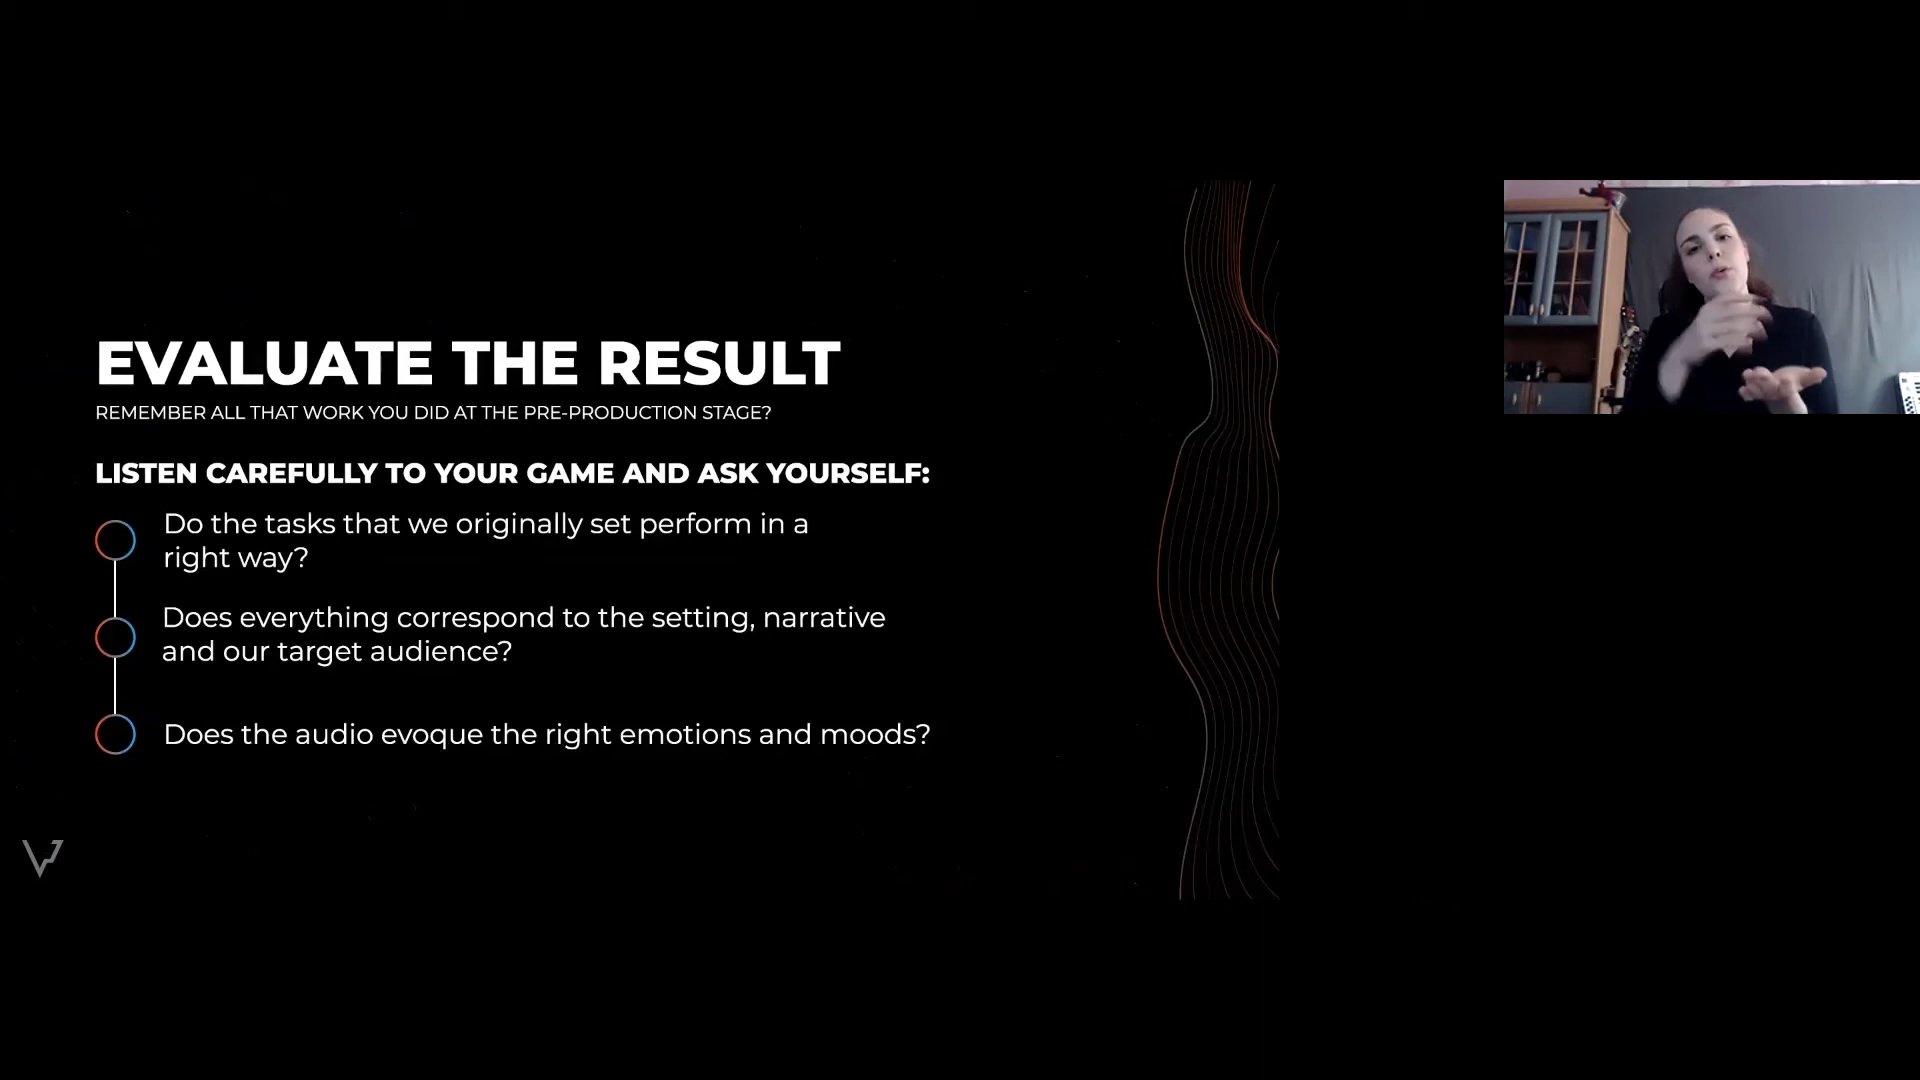 EVALUATE THE RESULT
REMEMBER ALL THAT WORK YOU DID AT THE PRE-PRODUCTION STAGE?
LISTEN CAREFULLY TO YOUR GAME AND ASK YOURSELF:
Do the tasks that we originally set perform in a
right way?
Does everything correspond to the setting, narrative
and our target audience?
Does the audio evoque the right emotions and moods?